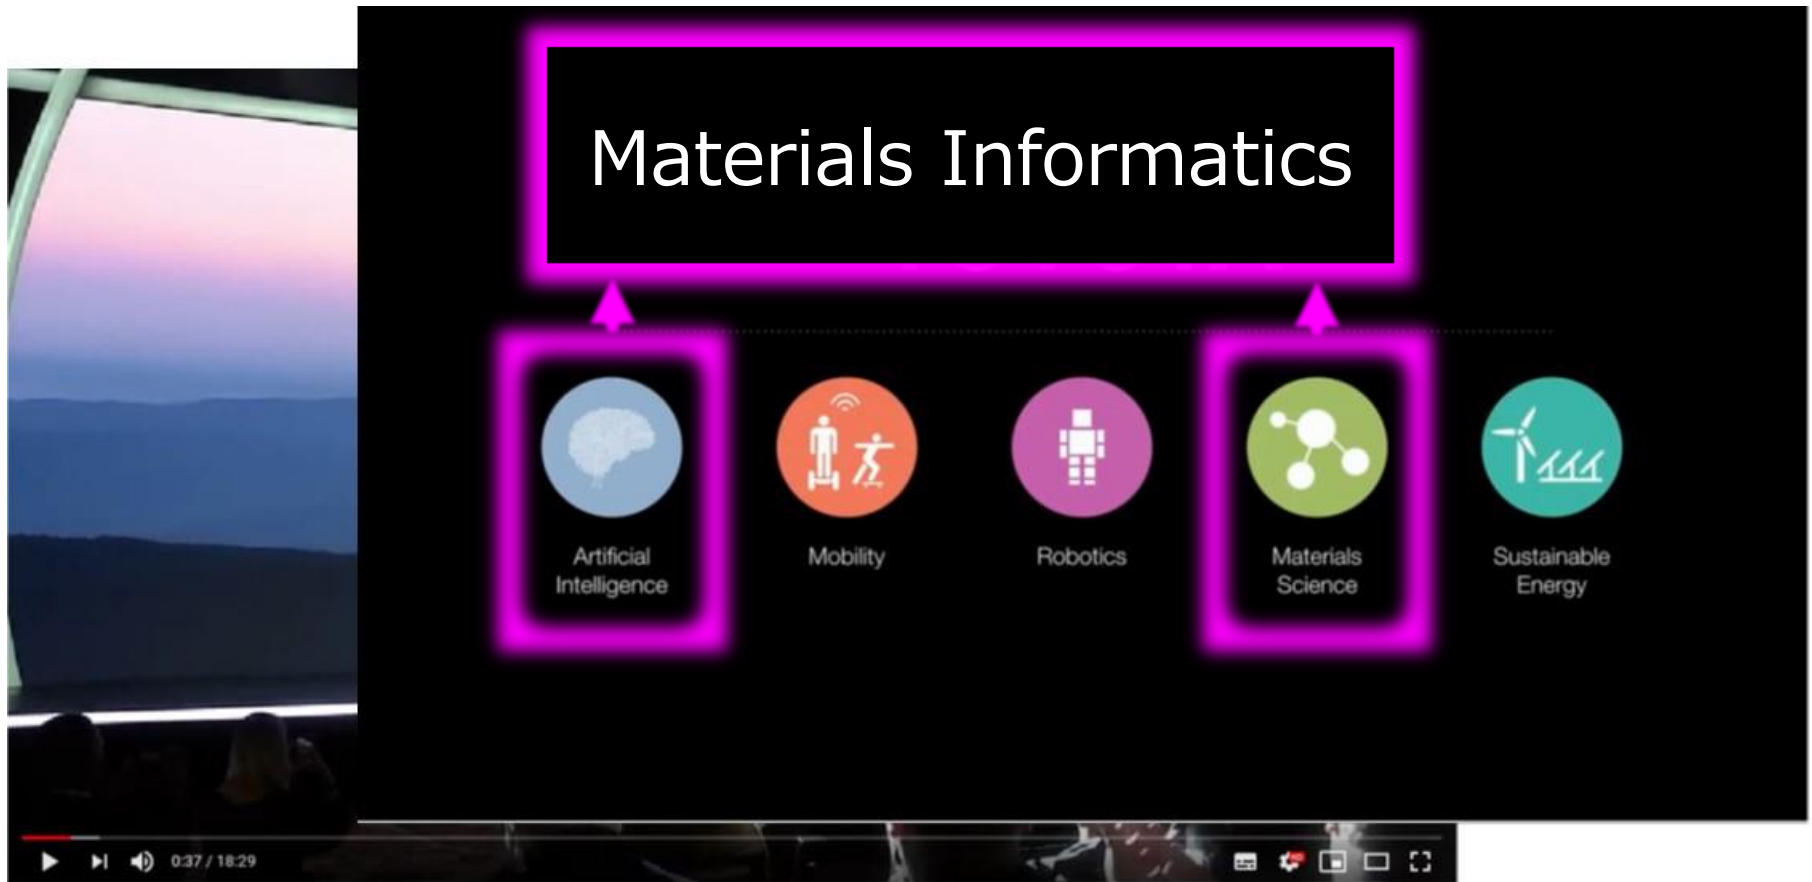 Materials Informatics
Artificial
Intelligence
Mobility
Robotics
Materials
Science
Sustainable
Energy
0:37 / 18:29